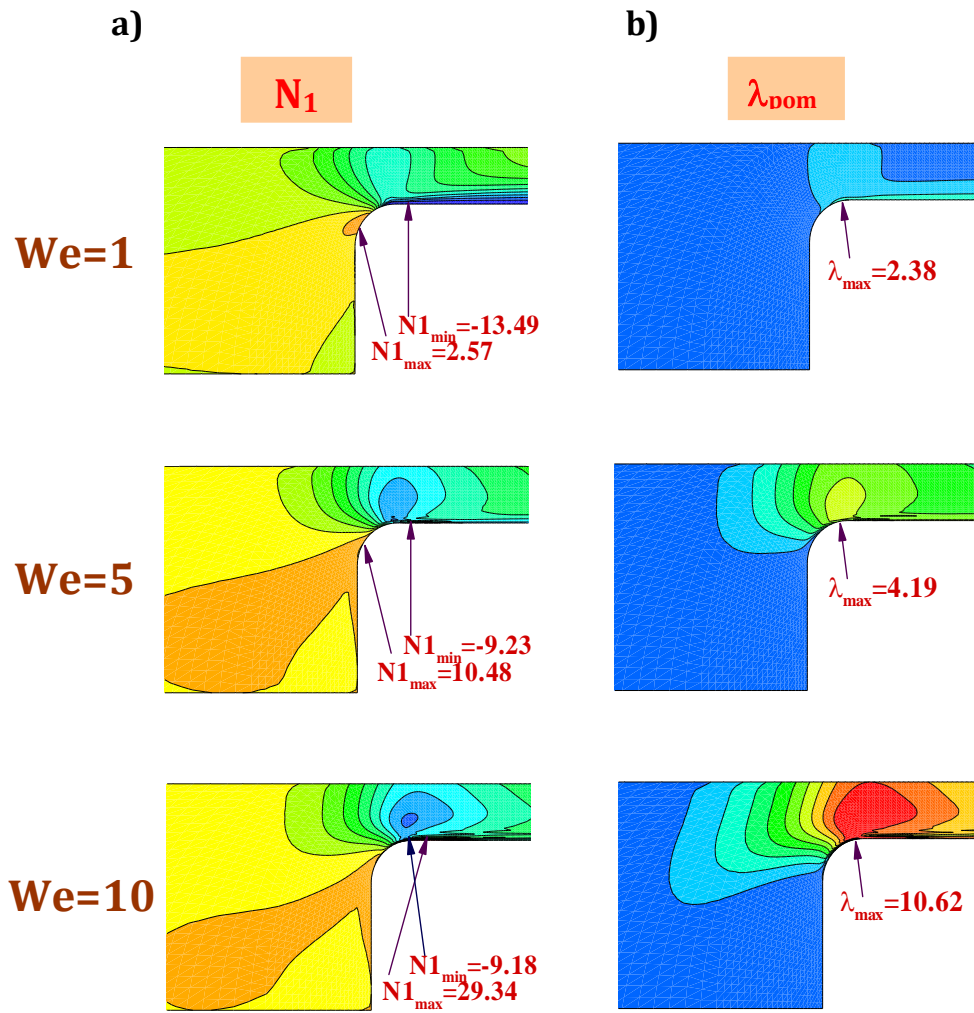 a)
b)
N1
λpom
We=1
N1min=-13.49
N1max=2.57
λmax=2.38
We=5
N1min=-9.23
N1max=10.48
λmax=4.19
We=10
N1min=-9.18
N1max=29.34
λmax=10.62